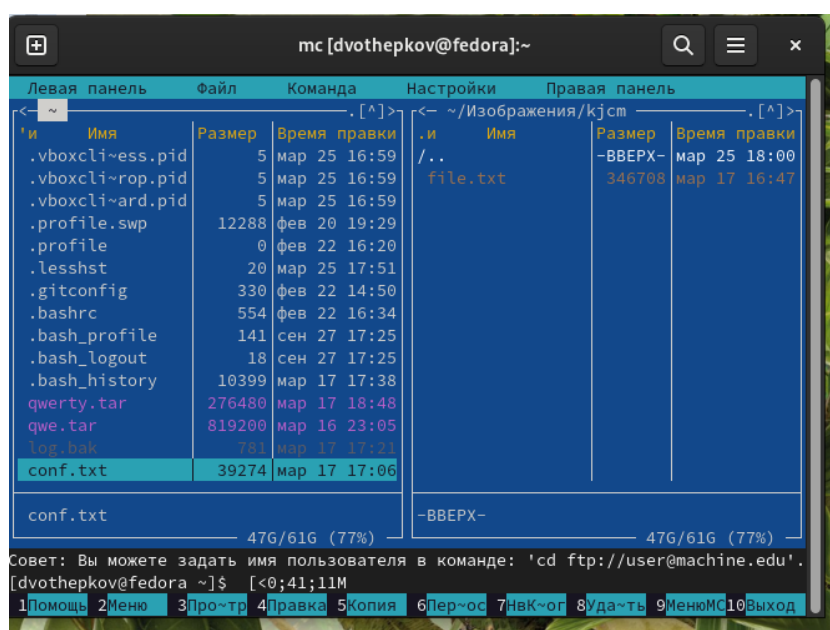 mc [dvothepkov@fedora]:~
Левая панель Файл Команда Настройки Правая панель
<— ~ .[^]> <— ~/Изображения/kjcm .[^]>
'и Имя Размер Время правки .и Имя Размер Время правки
.vboxcli~ess.pid 5 мар 25 16:59 /.. -ВВЕРХ- мар 25 18:00
.vboxcli~rop.pid 5 мар 25 16:59 file.txt 346708 мар 17 16:47
.vboxcli~ard.pid 5 мар 25 16:59
.profile.swp 12288 фев 20 19:29
.profile 0 фев 22 16:20
.lesshst 20 мар 25 17:51
.gitconfig 330 фев 22 14:50
.bashrc 554 фев 22 16:34
.bash_profile 141 сен 27 17:25
.bash_logout 18 сен 27 17:25
.bash_history 10399 мар 17 17:38
qwerty.tar 276480 мар 17 18:48
qwe.tar 819200 мар 16 23:05
log.bak 781 мар 17 17:21
conf.txt 39274 мар 17 17:06
conf.txt -ВВЕРХ-
47G/61G (77%) 47G/61G (77%)
Совет: Вы можете задать имя пользователя в команде: 'cd ftp://user@machine.edu'.
[dvothepkov@fedora ~]$ [<0;41;11M
1Помощь 2Меню 3Про~тр 4Правка 5Копия 6Пер~ос 7НвК~ог 8Уда~ть 9МенюМС 10Выход